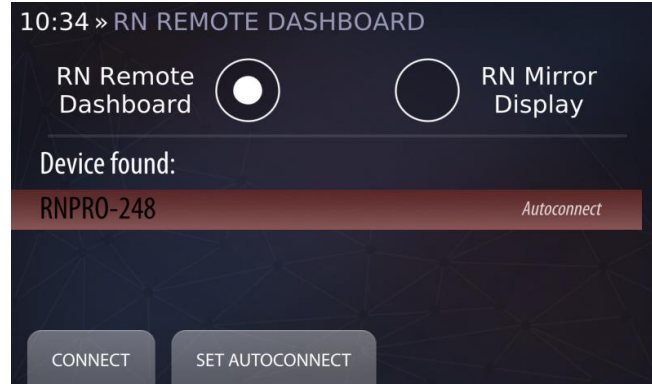 10:34 » RN REMOTE DASHBOARD
RN Remote
Dashboard
RN Mirror
Display
Device found:
RNPRO-248
Autoconnect
CONNECT
SET AUTOCONNECT